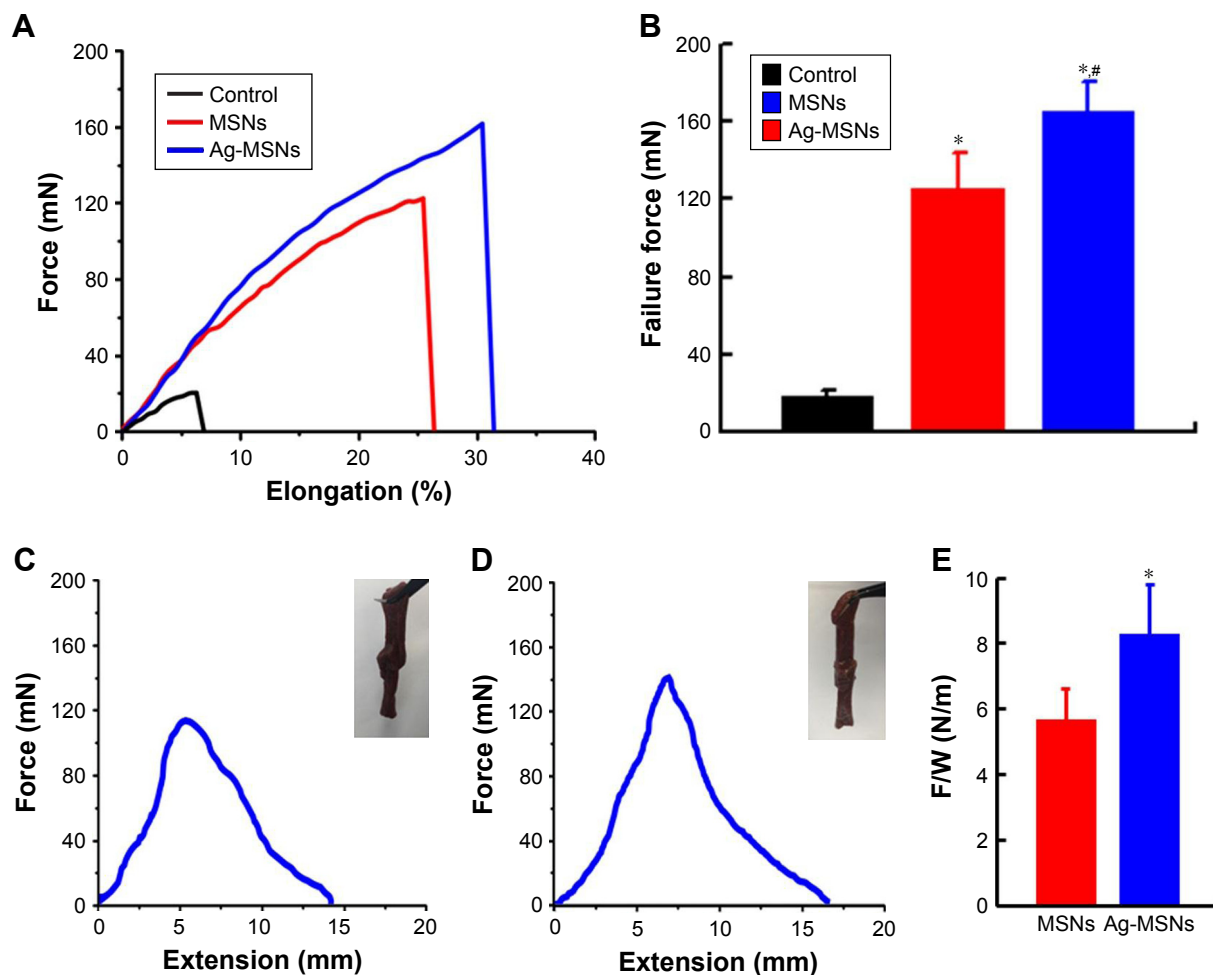 A
200
160
120
80
40
0
Force (mN)
Control
MSNs
Ag-MSNs
0
10
20
30
40
Elongation (%)
B
200
160
120
80
40
0
Failure force (mN)
Control
MSNs
Ag-MSNs
*
*,#
C
200
160
120
80
40
0
Force (mN)
0
5
10
15
20
Extension (mm)
D
200
160
120
80
40
0
Force (mN)
0
5
10
15
20
Extension (mm)
E
10
8
6
4
2
0
F/W (N/m)
*
MSNs
Ag-MSNs